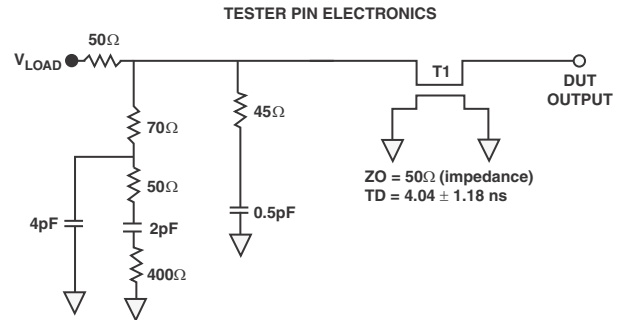 TESTER PIN ELECTRONICS
50Ω
VLOAD
T1
DUT
OUTPUT
70Ω
45Ω
50Ω
ZO = 50Ω (impedance)
TD = 4.04 ± 1.18 ns
4pF
2pF
0.5pF
400Ω